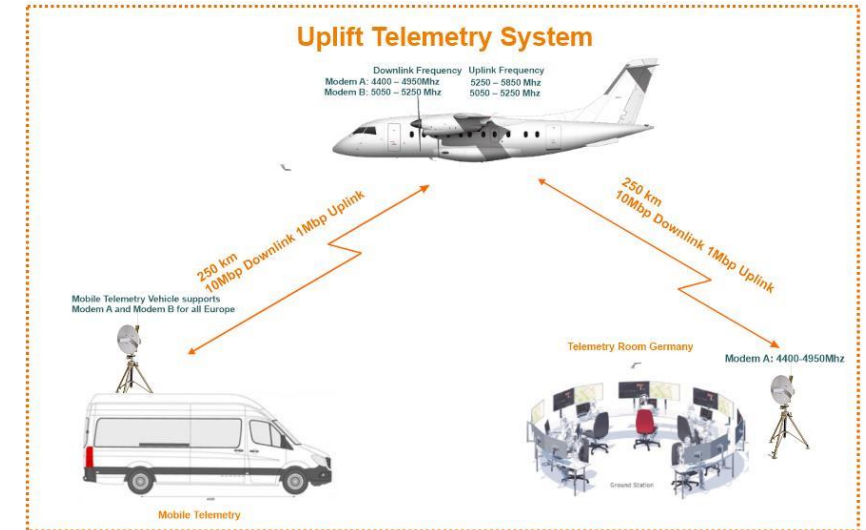 Uplift Telemetry System
Downlink Frequency Uplink Frequency
Modem A: 4400 – 4950Mhz 5250 – 5850 Mhz
Modem B: 5050 – 5250 Mhz 5050 – 5250 Mhz
250 km
10Mbp Downlink 1Mbp Uplink
250 km
10Mbp Downlink 1Mbp Uplink
Mobile Telemetry Vehicle supports
Modem A and Modem B for all Europe
Telemetry Room Germany
Modem A: 4400-4950Mhz
Ground Station
Mobile Telemetry